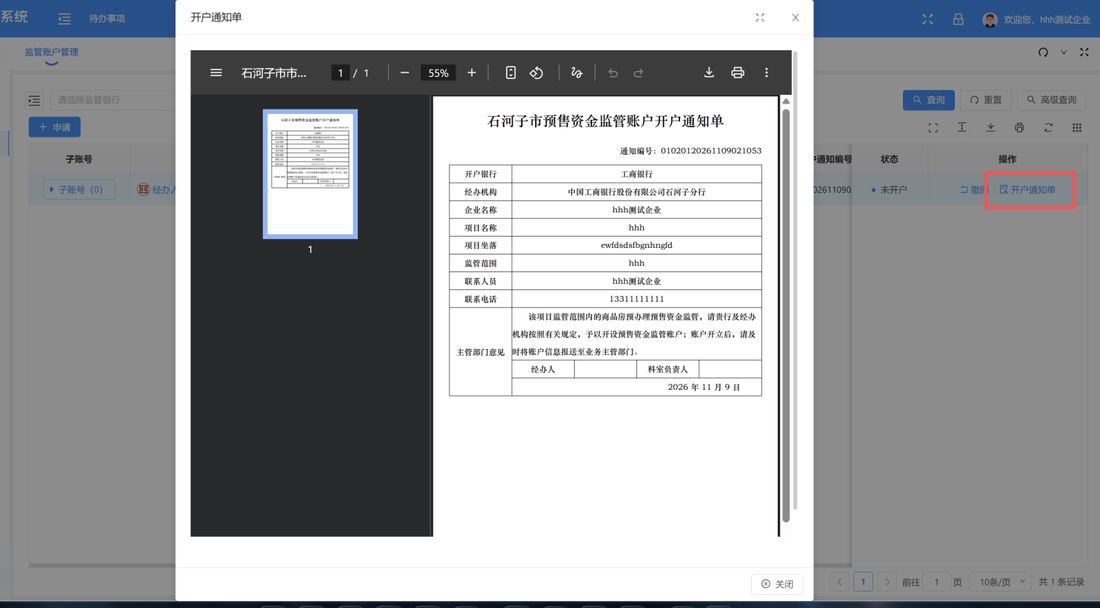 系统
待办事项
欢迎您, hhh测试企业
监管账户管理
请选择监管银行
查询
重置
高级查询
申请
子账号
户通知编号
状态
操作
子账号（0）
经办人
026110902
未开户
撤回
开户通知单
开户通知单
石河子市市...
1 / 1
55%
1
石河子市预售资金监管账户开户通知单
通知编号：01020120261109021053
开户银行 工商银行
经办机构 中国工商银行股份有限公司石河子分行
企业名称 hhh测试企业
项目名称 hhh
项目坐落 ewfdsdsfbgnhngfd
监管范围 hhh
联系人员 hhh测试企业
联系电话 13311111111
主管部门意见
该项目监管范围内的商品房预办理预售资金监管，请贵行及经办
机构按照有关规定，予以开设预售资金监管账户；账户开立后，请及
时将账户信息报送至业务主管部门。
经办人 科室负责人
2026 年 11 月 9 日
关闭
1
前往 1 页
10条/页
共 1 条记录